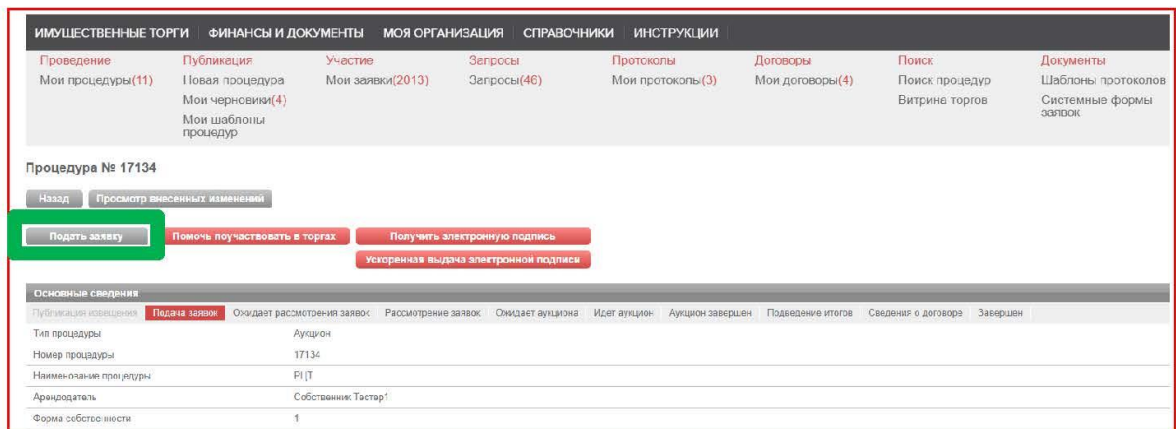 ИМУЩЕСТВЕННЫЕ ТОРГИ ФИНАНСЫ И ДОКУМЕНТЫ МОЯ ОРГАНИЗАЦИЯ СПРАВОЧНИКИ ИНСТРУКЦИИ
Проведение Публикация Участие Запросы Протоколы Договоры Поиск Документы
Мои процедуры(11) Новая процедура Мои заявки(2013) Запросы(46) Мои протоколы(3) Мои договоры(4) Поиск процедур Шаблоны протоколов
Мои черновики(4) Витрина торгов Системные формы
заявок
Мои шаблоны
процедур
Процедура № 17134
Назад Просмотр внесенных изменений
Подать заявку Помочь поучаствовать в торгах Получить электронную подпись
Ускоренная выдача электронной подписи
Основные сведения
Публикация извещения Подача заявок Ожидает рассмотрения заявок Рассмотрение заявок Ожидает аукциона Идет аукцион Аукцион завершен Подведение итогов Сведения о договоре Завершен
Тип процедуры Аукцион
Номер процедуры 17134
Наименование процедуры
Арендодатель Собственник Тестер1
Форма собственности 1